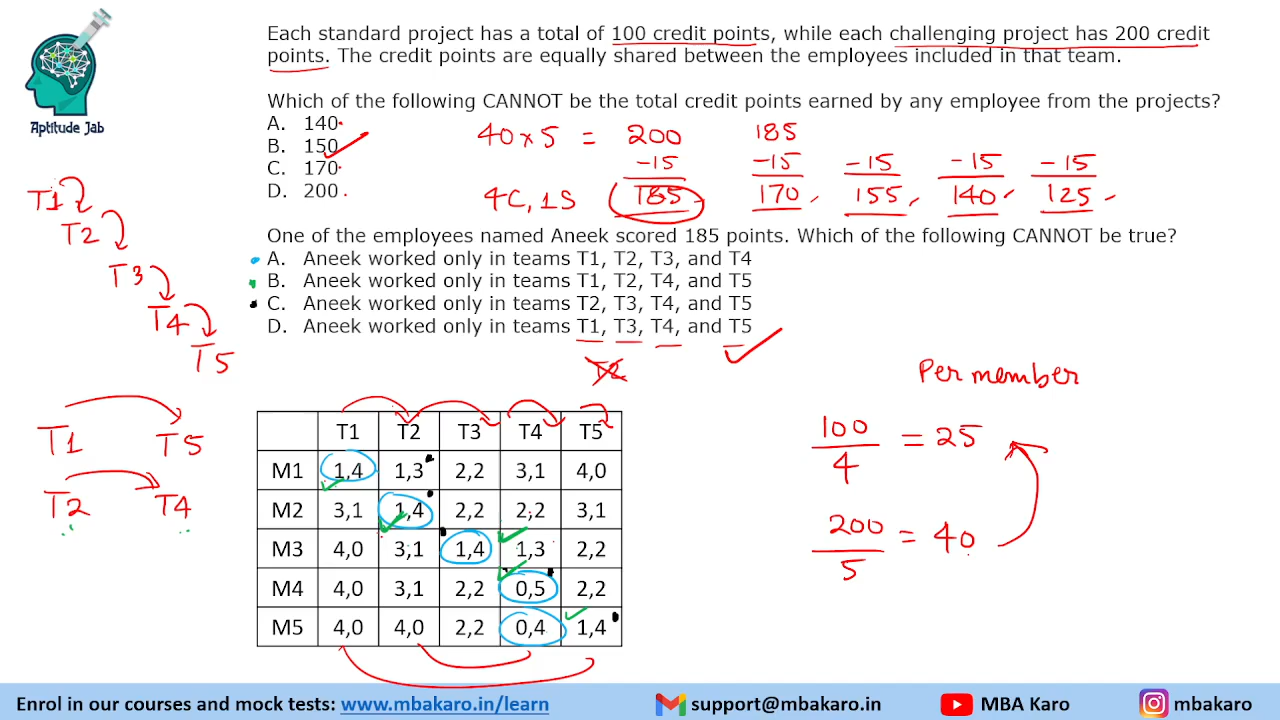 Each standard project has a total of 100 credit points, while each challenging project has 200 credit
points. The credit points are equally shared between the employees included in that team.
Aptitude Jab
Which of the following CANNOT be the total credit points earned by any employee from the projects?
A. 140
B. 150
C. 170
D. 200
40 x 5 = 200 185
-15 -15 -15 -15 -15
4C, 1S 185 170 155 140 125
T1
T2
T3
T4
T5
One of the employees named Aneek scored 185 points. Which of the following CANNOT be true?
A. Aneek worked only in teams T1, T2, T3, and T4
B. Aneek worked only in teams T1, T2, T4, and T5
C. Aneek worked only in teams T2, T3, T4, and T5
D. Aneek worked only in teams T1, T3, T4, and T5
T2
Per member
100/4 = 25
200/5 = 40
T1 T5
T2 T4
T1 T2 T3 T4 T5
M1 1,4 1,3 2,2 3,1 4,0
M2 3,1 1,4 2,2 2,2 3,1
M3 4,0 3,1 1,4 1,3 2,2
M4 4,0 3,1 2,2 0,5 2,2
M5 4,0 4,0 2,2 0,4 1,4
Enrol in our courses and mock tests: www.mbakaro.in/learn support@mbakaro.in MBA Karo mbakaro